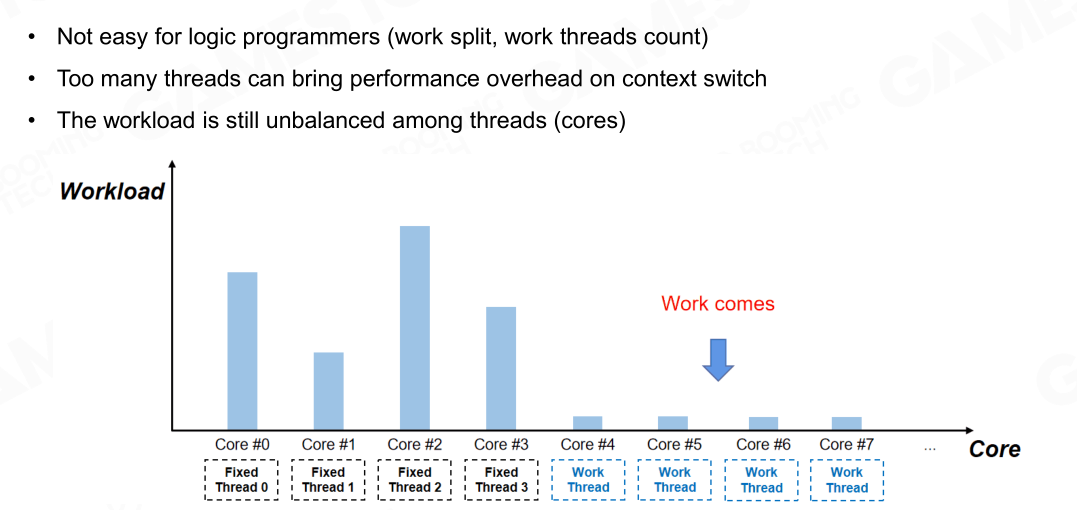 • Not easy for logic programmers (work split, work threads count)
• Too many threads can bring performance overhead on context switch
• The workload is still unbalanced among threads (cores)
Workload
Work comes
Core #0 Core #1 Core #2 Core #3 Core #4 Core #5 Core #6 Core #7 ... Core
Fixed Fixed Fixed Fixed Work Work Work Work
Thread 0 Thread 1 Thread 2 Thread 3 Thread Thread Thread Thread